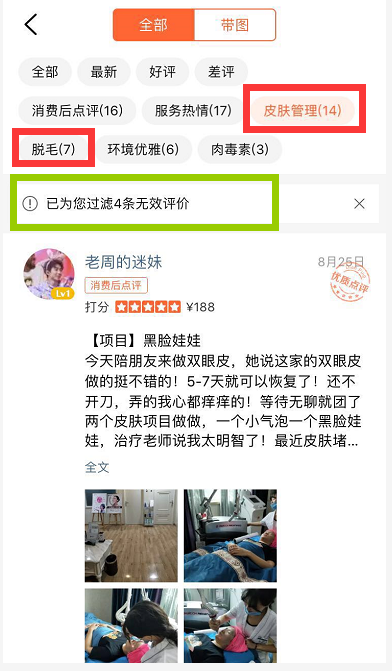 全部 带图
全部 最新 好评 差评
消费后点评(16) 服务热情(17) 皮肤管理(14)
脱毛(7) 环境优雅(6) 肉毒素(3)
已为您过滤4条无效评价
老周的迷妹 8月25日
优质点评
消费后点评
Lv1
打分 ¥188
【项目】黑脸娃娃
今天陪朋友来做双眼皮，她说这家的双眼皮
做的挺不错的！5-7天就可以恢复了！还不
开刀，弄的我心都痒痒的！等待无聊就团了
两个皮肤项目做做，一个小气泡一个黑脸娃
娃，治疗老师说我太明智了！最近皮肤堵...
全文